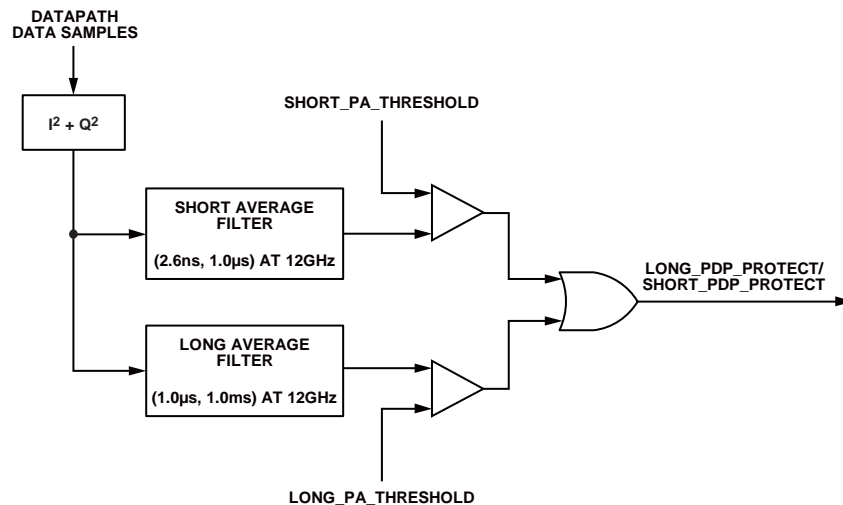 DATAPATH
DATA SAMPLES
I² + Q²
SHORT_PA_THRESHOLD
SHORT AVERAGE
FILTER
(2.6ns, 1.0µs) AT 12GHz
LONG_PDP_PROTECT/
SHORT_PDP_PROTECT
LONG AVERAGE
FILTER
(1.0µs, 1.0ms) AT 12GHz
LONG_PA_THRESHOLD